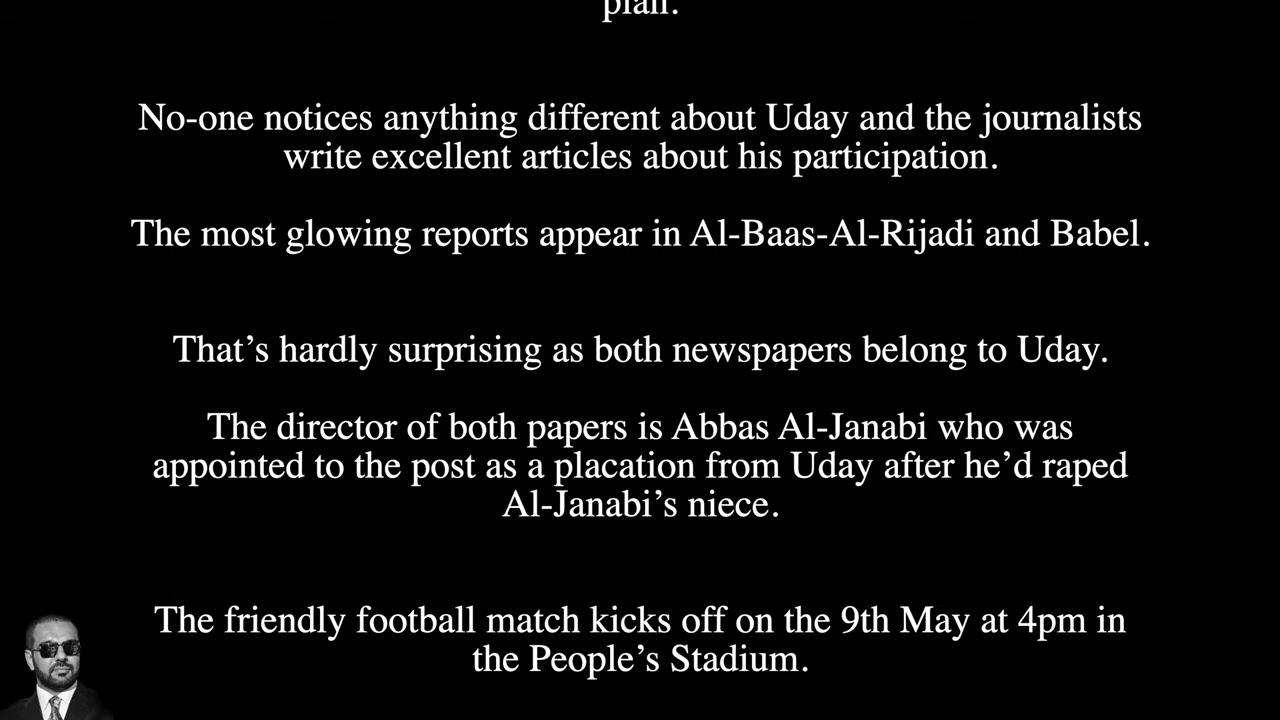 plan.
No-one notices anything different about Uday and the journalists
write excellent articles about his participation.
The most glowing reports appear in Al-Baas-Al-Rijadi and Babel.
That’s hardly surprising as both newspapers belong to Uday.
The director of both papers is Abbas Al-Janabi who was
appointed to the post as a placation from Uday after he’d raped
Al-Janabi’s niece.
The friendly football match kicks off on the 9th May at 4pm in
the People’s Stadium.